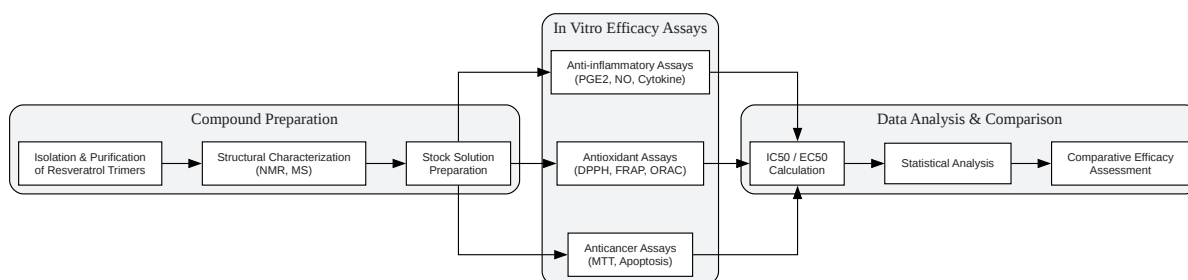 In Vitro Efficacy Assays
Anti-inflammatory Assays
(PGE2, NO, Cytokine)
Compound Preparation
Data Analysis & Comparison
Isolation & Purification
of Resveratrol Trimers
Structural Characterization
(NMR, MS)
Stock Solution
Preparation
Antioxidant Assays
(DPPH, FRAP, ORAC)
IC50 / EC50
Calculation
Statistical Analysis
Comparative Efficacy
Assessment
Anticancer Assays
(MTT, Apoptosis)